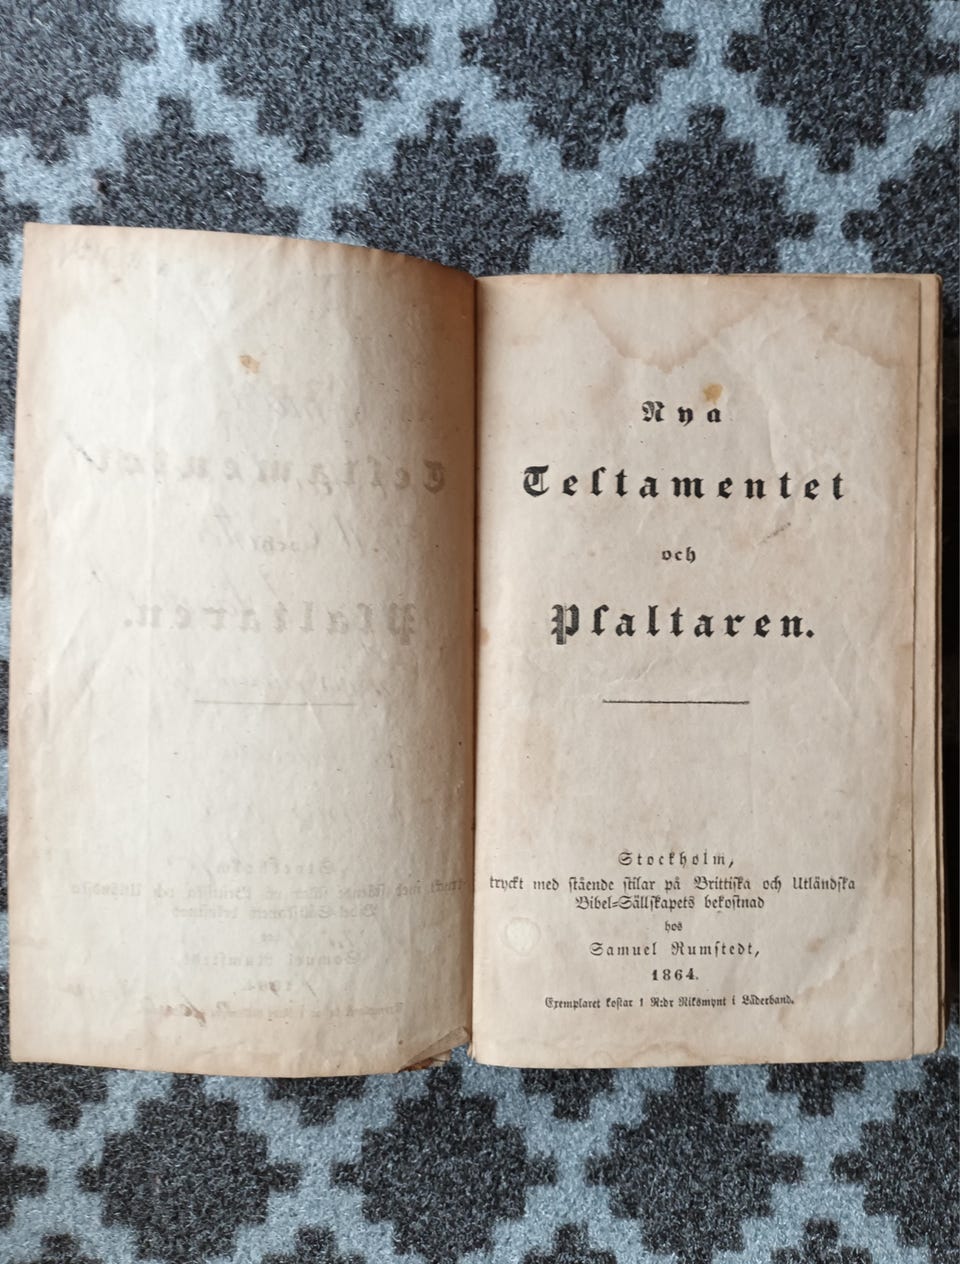 Nya
Teſtamentet
och
Pſaltaren.
Stockholm,
tryckt med ſtående ſtilar på Brittiſka och Utländſka
Bibel=Sällſkapets bekoſtnad
hos
Samuel Rumſtedt,
1864.
Exemplaret koſtar 1 R:dr Riksmynt i Läderband.